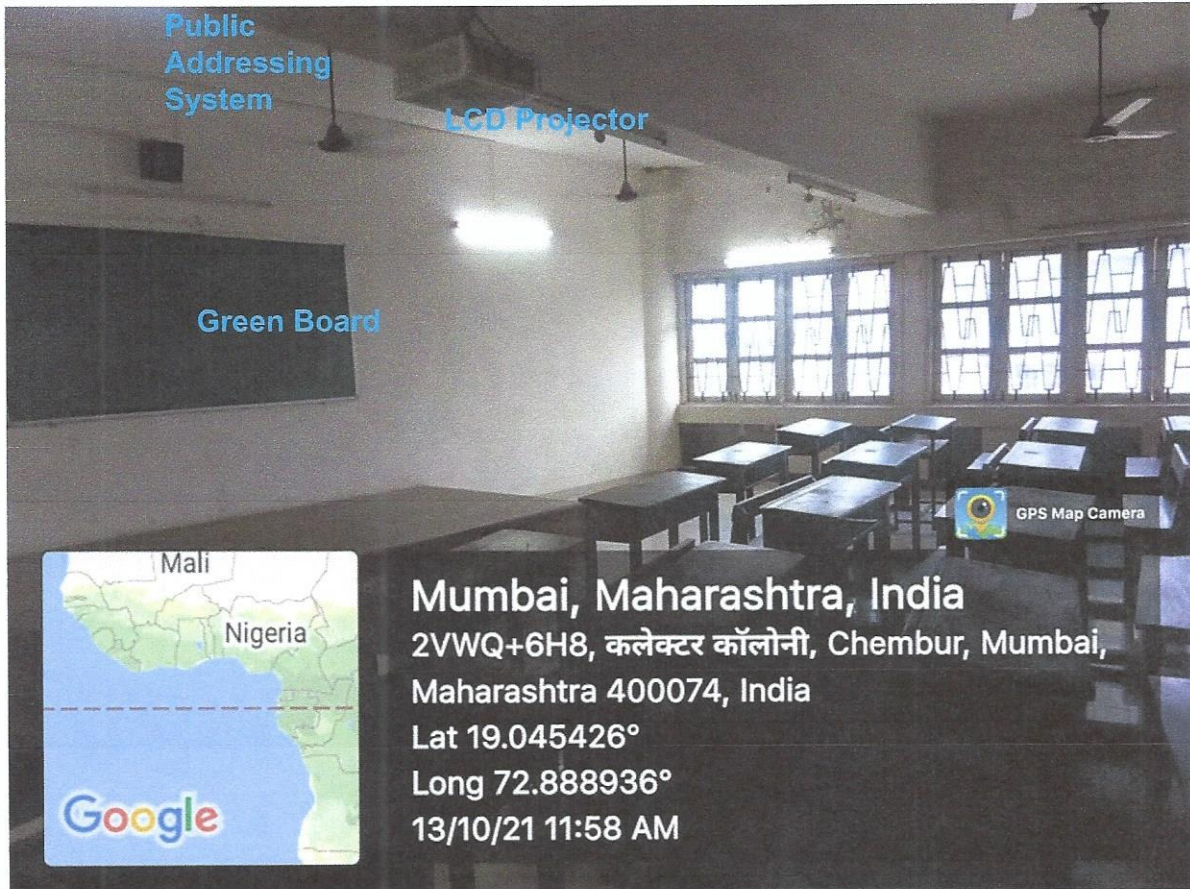 Public
Addressing
System
LCD Projector
Green Board
GPS Map Camera
Mali
Nigeria
Google
Mumbai, Maharashtra, India
2VWQ+6H8, कलेक्टर कॉलोनी, Chembur, Mumbai,
Maharashtra 400074, India
Lat 19.045426°
Long 72.888936°
13/10/21 11:58 AM